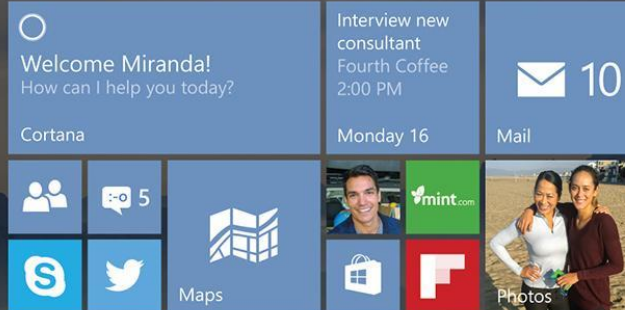 Welcome Miranda!
How can I help you today?
Cortana
Interview new
consultant
Fourth Coffee
2:00 PM
Monday 16
10
Mail
:-o 5
mint.com
S
Maps
Photos